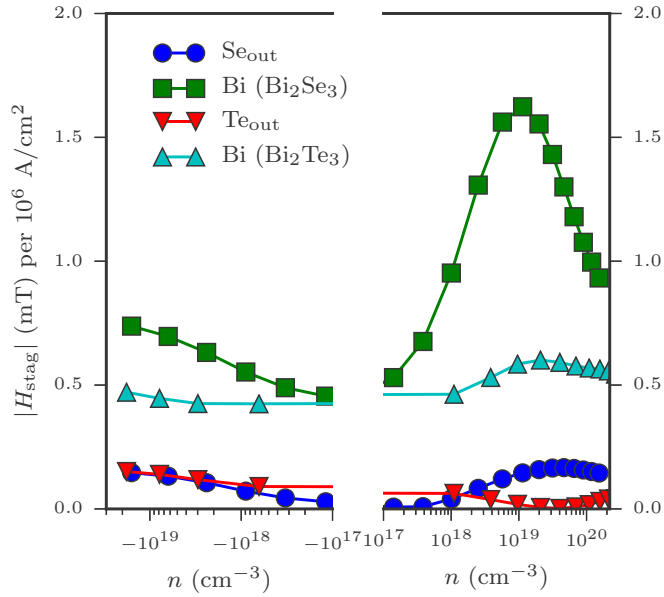 2.0
2.0
Se_out
Bi (Bi₂Se₃)
Te_out
Bi (Bi₂Te₃)
1.5
1.5
1.0
1.0
0.5
0.5
0.0
0.0
|H_stag| (mT) per 10⁶ A/cm²
−10¹⁹
−10¹⁸
−10¹⁷
10¹⁷
10¹⁸
10¹⁹
10²⁰
n (cm⁻³)
n (cm⁻³)